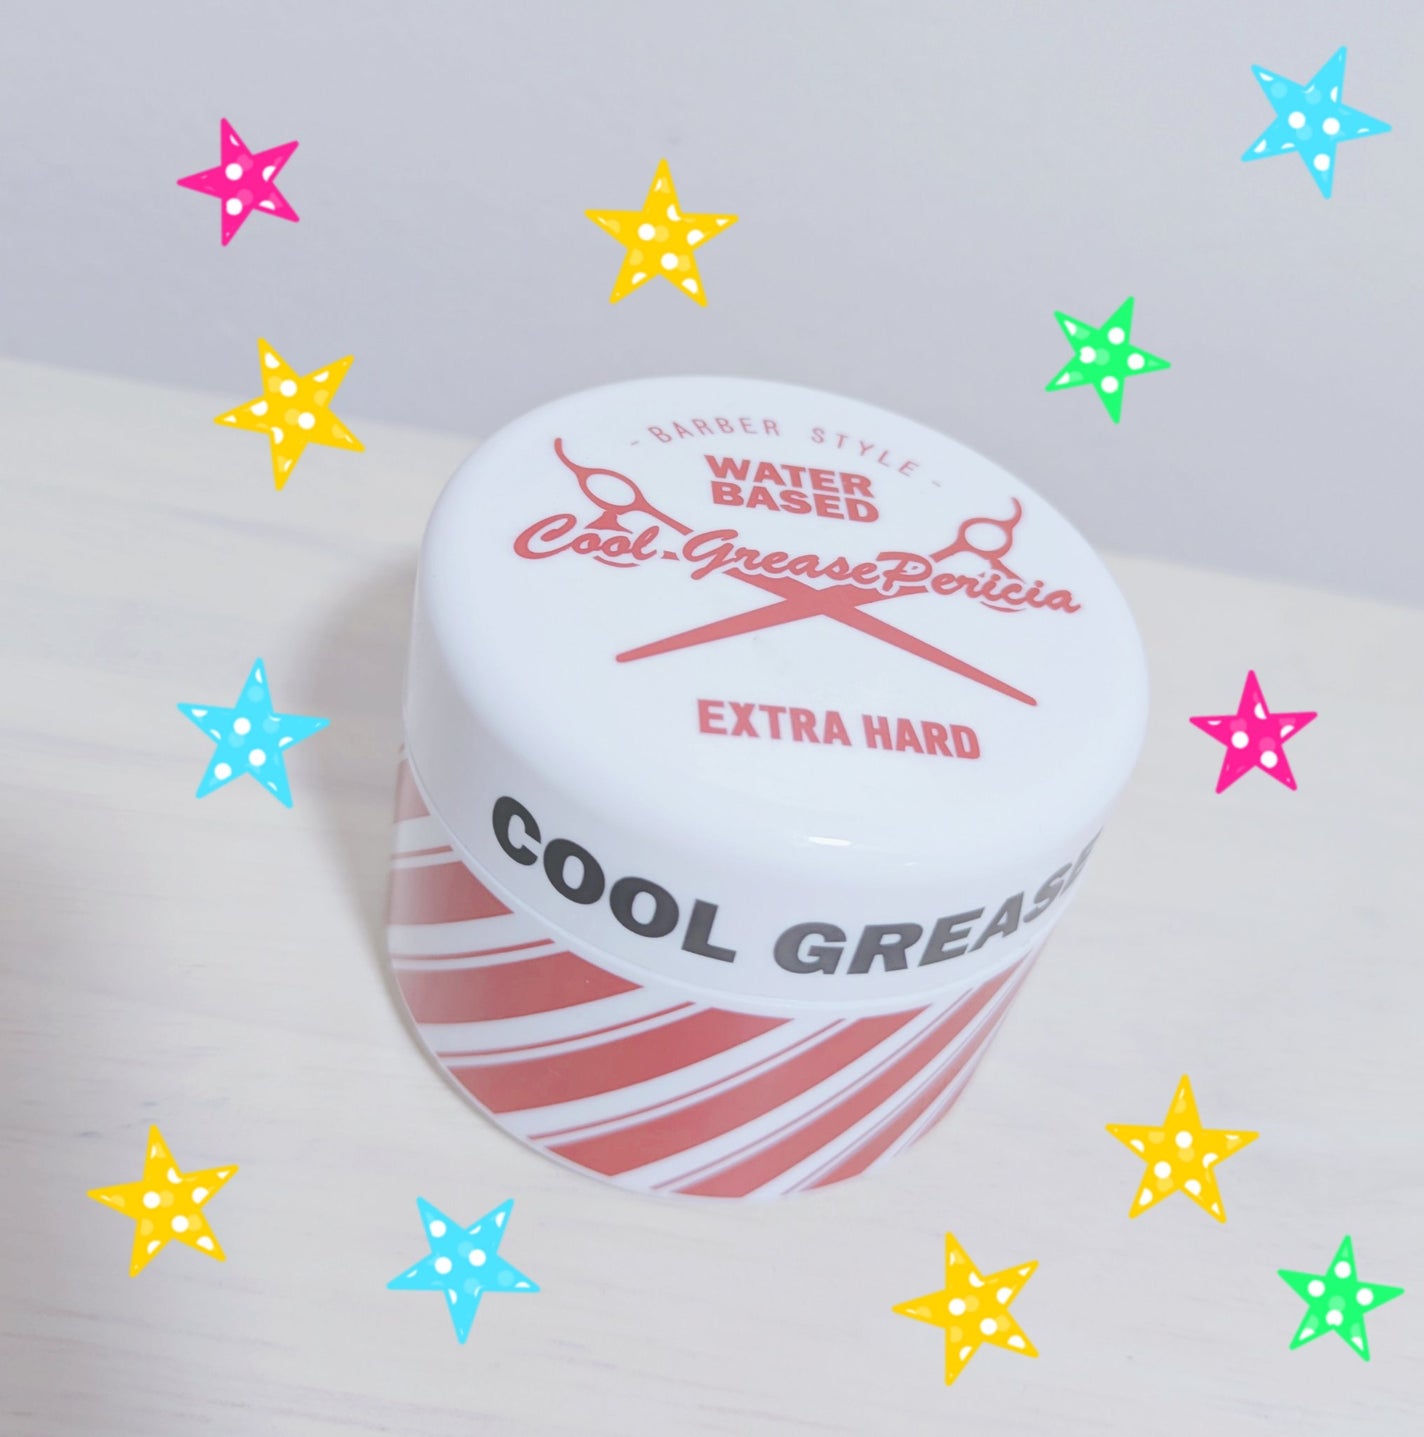 - BARBER STYLE -
WATER
BASED
Cool Grease Pericia
EXTRA HARD
COOL GREASE